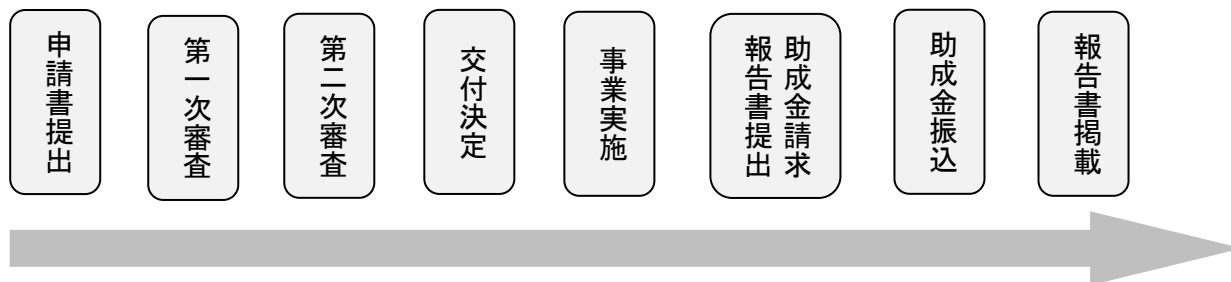 申請書提出
第一次審査
第二次審査
交付決定
事業実施
助成金請求
報告書提出
助成金振込
報告書掲載